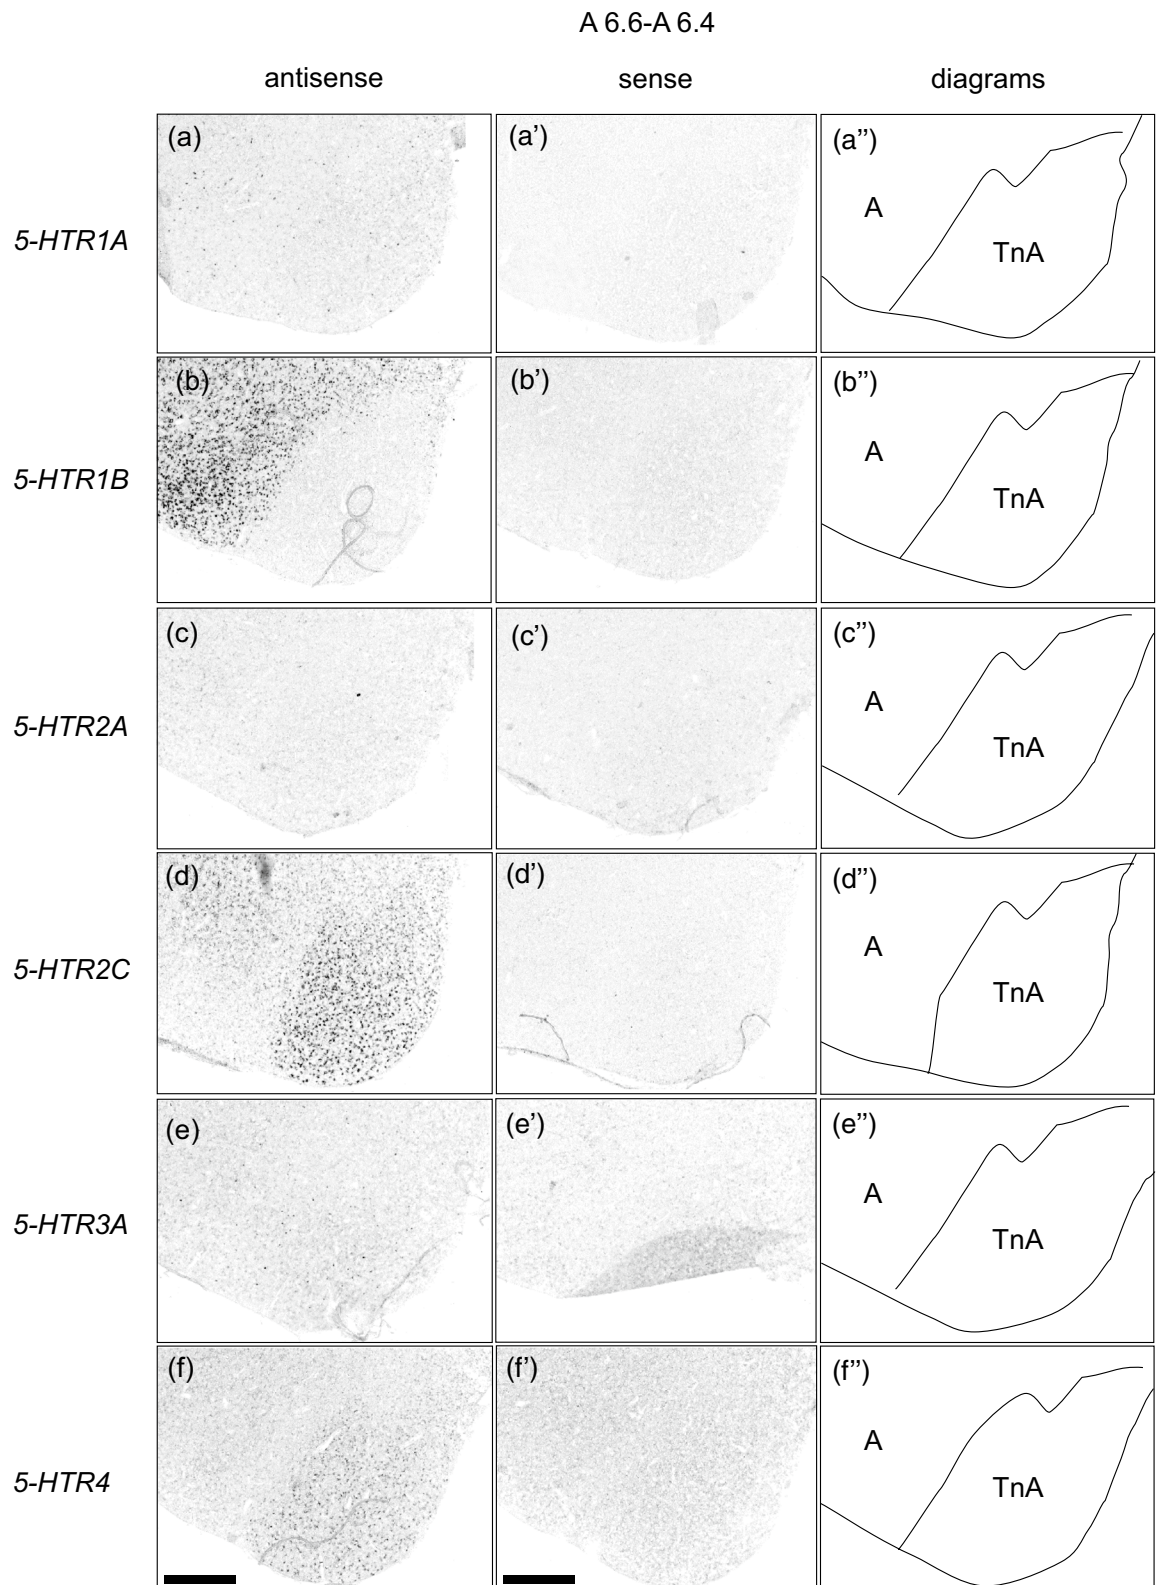 A 6.6-A 6.4
antisense sense diagrams
(a) (a') (a'')
5-HTR1A
A
TnA
(b) (b') (b'')
5-HTR1B
A
TnA
(c) (c') (c'')
5-HTR2A
A
TnA
(d) (d') (d'')
5-HTR2C
A
TnA
(e) (e') (e'')
5-HTR3A
A
TnA
(f) (f') (f'')
5-HTR4
A
TnA